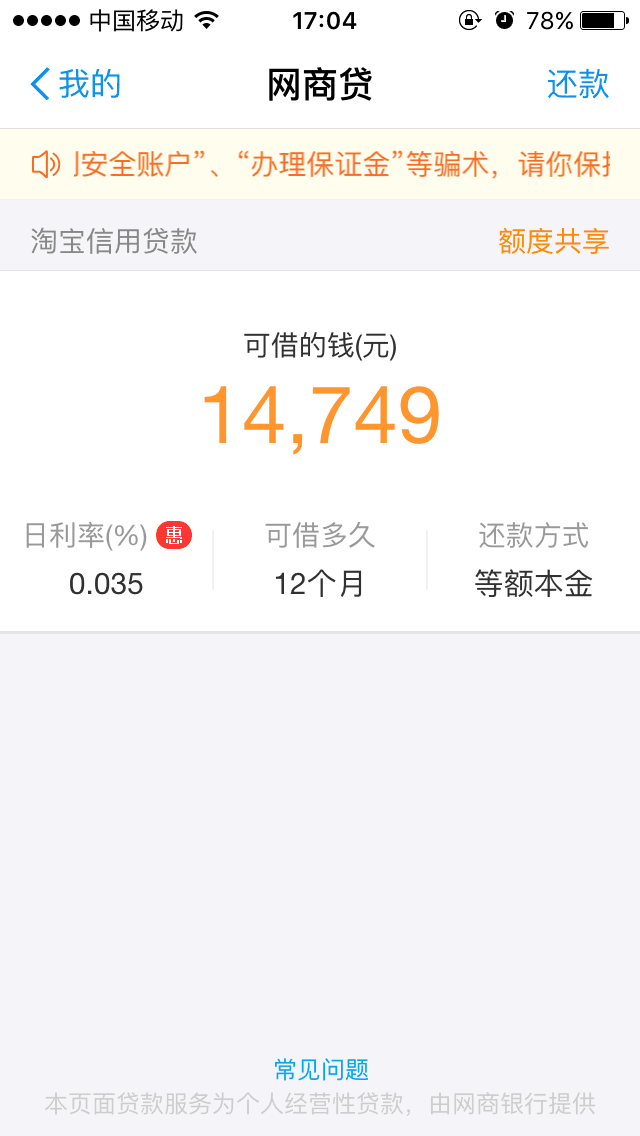 中国移动 17:04 78%
我的 网商贷 还款
安全账户”、“办理保证金”等骗术，请你保
淘宝信用贷款 额度共享
可借的钱(元)
14,749
日利率(%) 惠 可借多久 还款方式
0.035 12个月 等额本金
常见问题
本页面贷款服务为个人经营性贷款，由网商银行提供